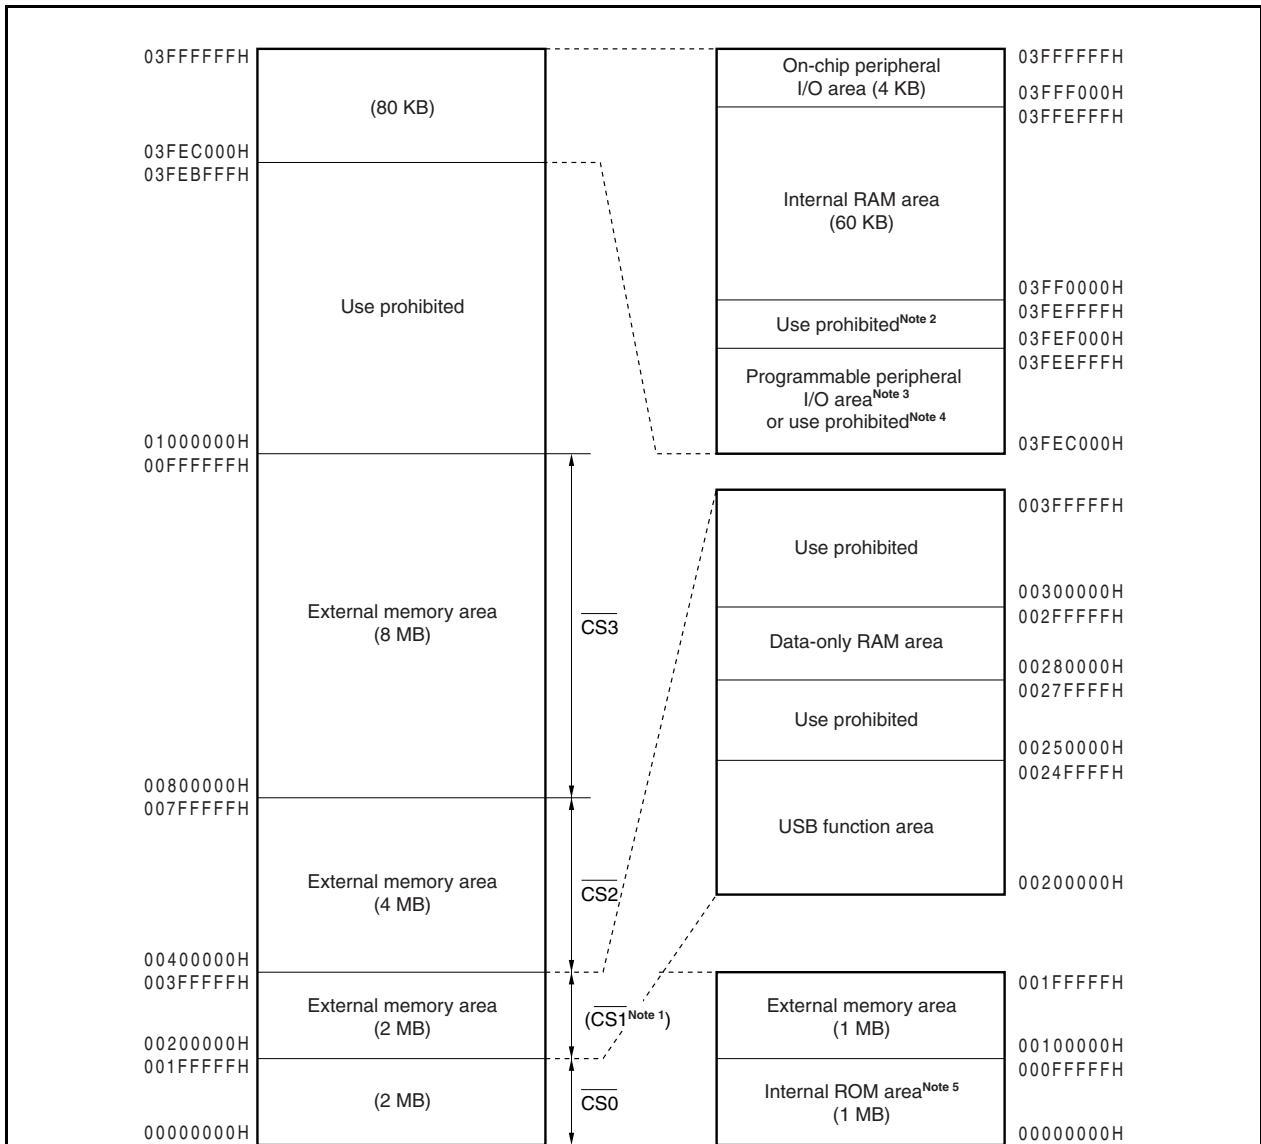 03FFFFFFH
(80 KB)
03FEC000H
03FEBFFFH
Use prohibited
01000000H
00FFFFFFH
External memory area
(8 MB)
CS3
00800000H
007FFFFFH
External memory area
(4 MB)
CS2
00400000H
003FFFFFH
External memory area
(2 MB)
(CS1Note 1)
00200000H
001FFFFFH
(2 MB)
CS0
00000000H
On-chip peripheral
I/O area (4 KB)
03FFFFFFH
03FFF000H
03FFEFFFH
Internal RAM area
(60 KB)
03FF0000H
03FEFFFFH
Use prohibitedNote 2
03FEF000H
03FEEFFFH
Programmable peripheral
I/O areaNote 3
or use prohibitedNote 4
03FEC000H
003FFFFFH
Use prohibited
00300000H
002FFFFFH
Data-only RAM area
00280000H
0027FFFFH
Use prohibited
00250000H
0024FFFFH
USB function area
00200000H
001FFFFFH
External memory area
(1 MB)
00100000H
000FFFFFH
Internal ROM areaNote 5
(1 MB)
00000000H